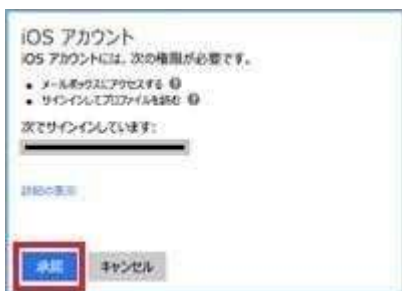 iOS アカウント
iOS アカウントには、次の権限が必要です。
メールボックスにアクセスする
サインインしてプロファイルを読む
次でサインインしています:
詳細の表示
承諾 キャンセル